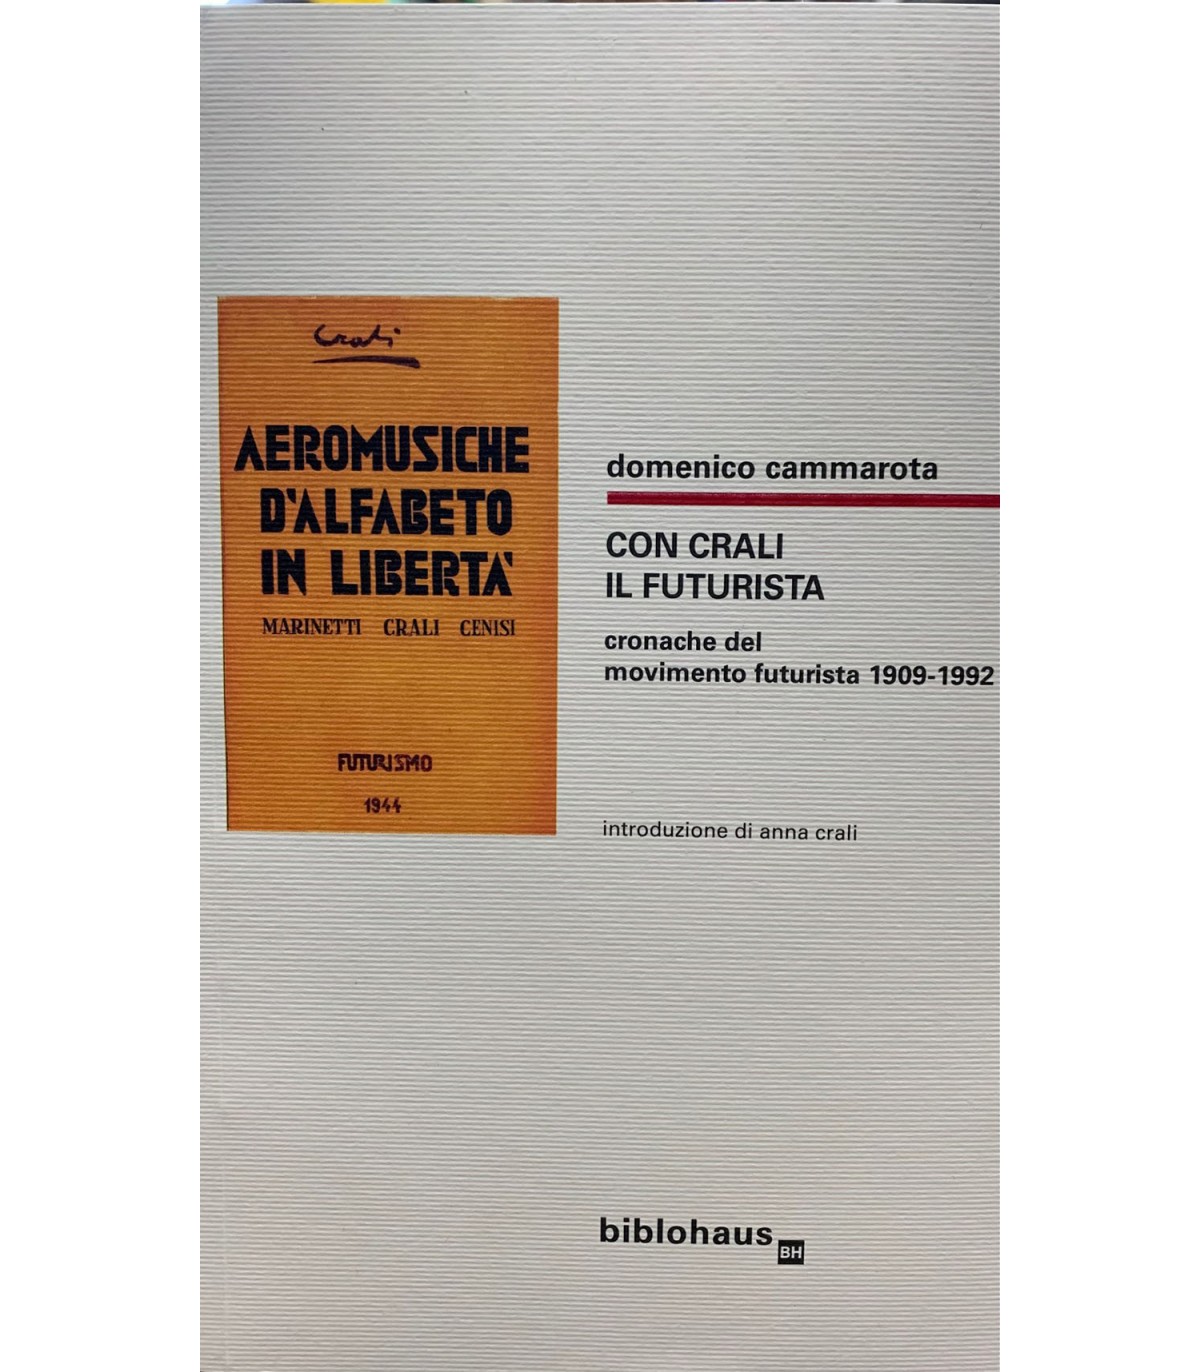 Crali
AEROMUSICHE
D'ALFABETO
IN LIBERTA'
MARINETTI CRALI CENISI
FUTURISMO
1944
domenico cammarota
CON CRALI
IL FUTURISTA
cronache del
movimento futurista 1909-1992
introduzione di anna crali
biblohaus
BH